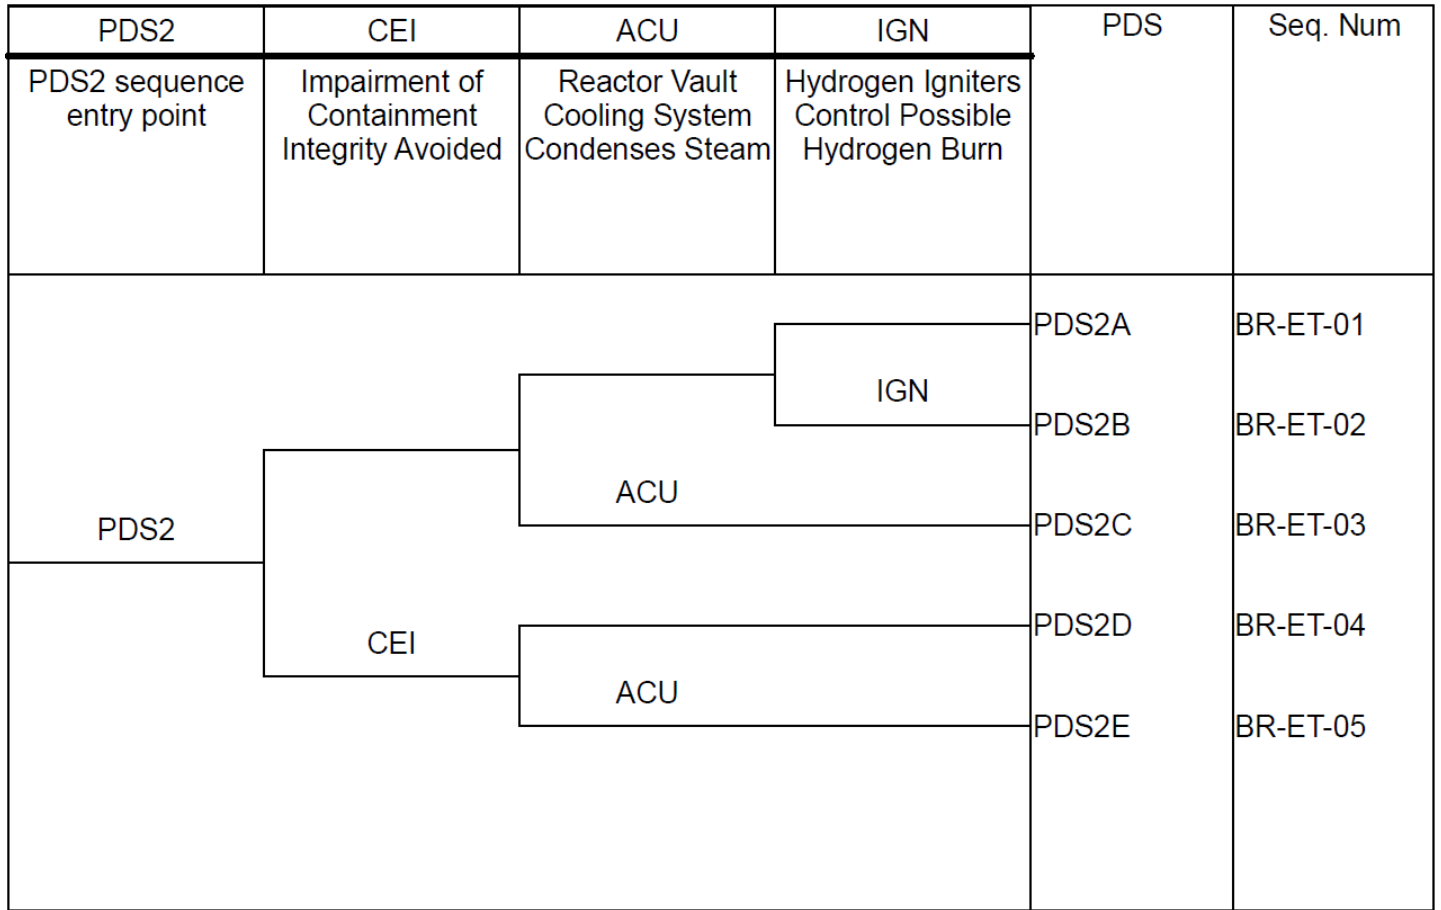 PDS2 CEI ACU IGN PDS Seq. Num
PDS2 sequence
entry point
Impairment of
Containment
Integrity Avoided
Reactor Vault
Cooling System
Condenses Steam
Hydrogen Igniters
Control Possible
Hydrogen Burn
PDS2A BR-ET-01
IGN
PDS2B BR-ET-02
ACU
PDS2 PDS2C BR-ET-03
PDS2D BR-ET-04
CEI
ACU
PDS2E BR-ET-05